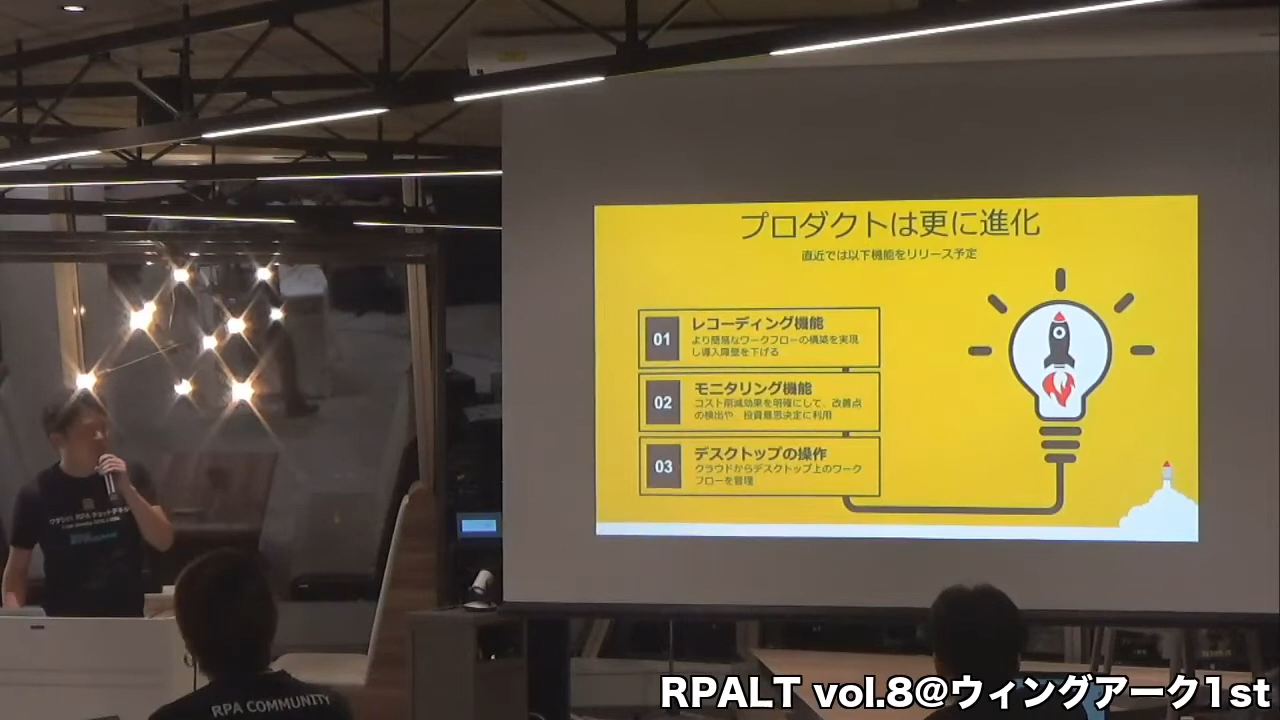 プロダクトは更に進化
直近では以下機能をリリース予定
01
レコーディング機能
より簡易なワークフローの構築を実現
し導入障壁を下げる
02
モニタリング機能
コスト削減効果を明確にして、改善点
の検出や、投資意思決定に利用
03
デスクトップの操作
クラウドからデスクトップ上のワーク
フローを管理
RPA COMMUNITY
RPALT vol.8@ウィングアーク1st